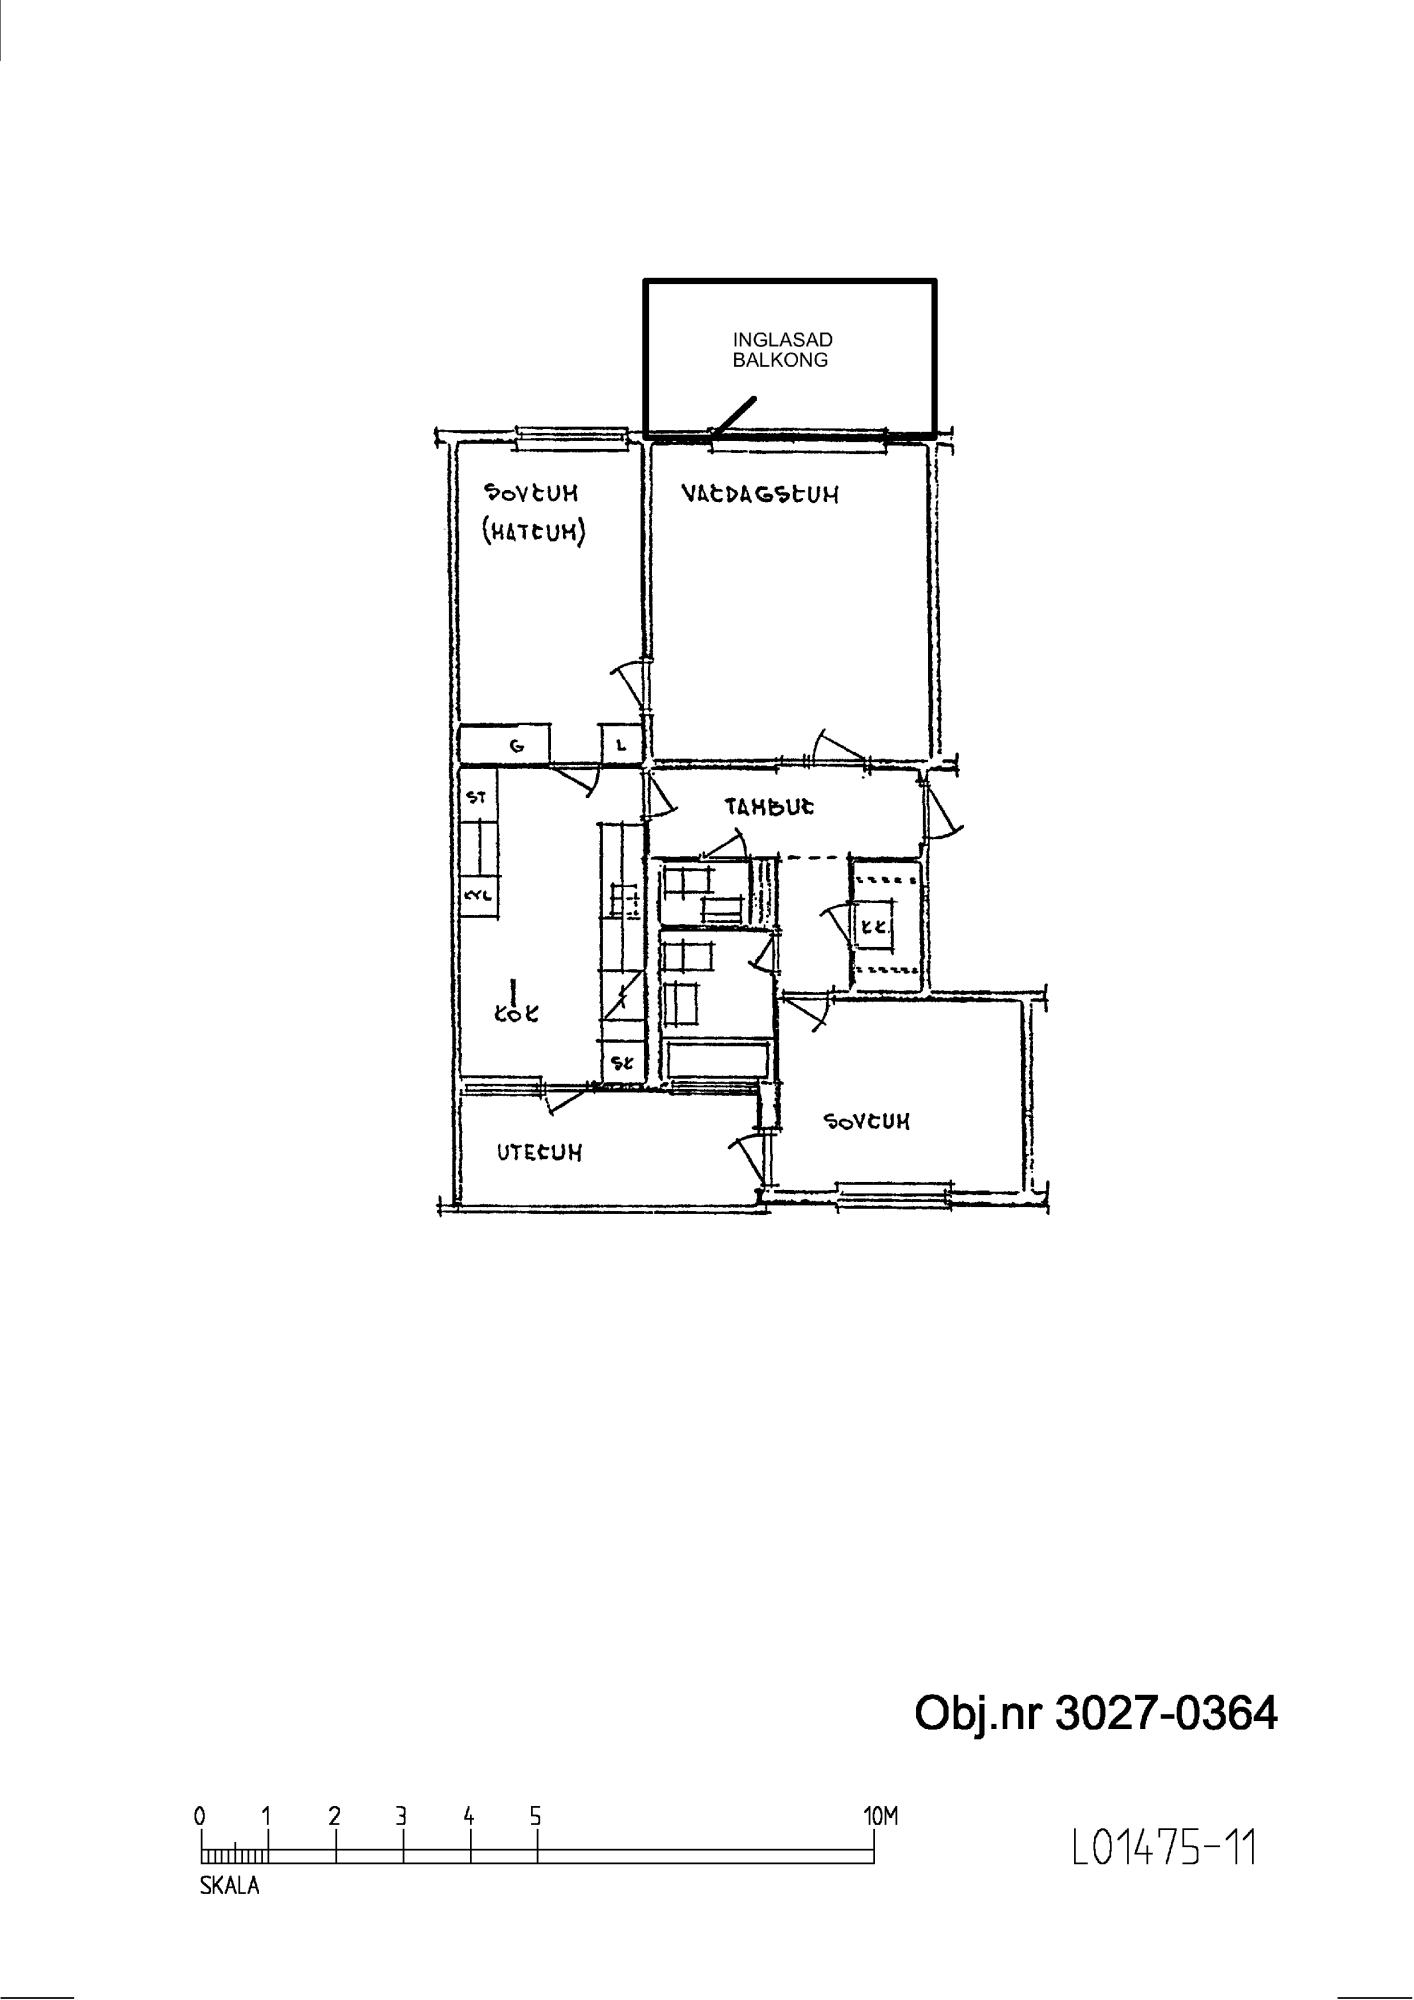 INGLASAD
BALKONG
SOVRUM
(MATRUM)
VARDAGSRUM
G
L
ST
TAMBUR
KK
KÖK
SK
SOVRUM
UTERUM
Obj.nr 3027-0364
0 1 2 3 4 5 10M
SKALA
L01475-11